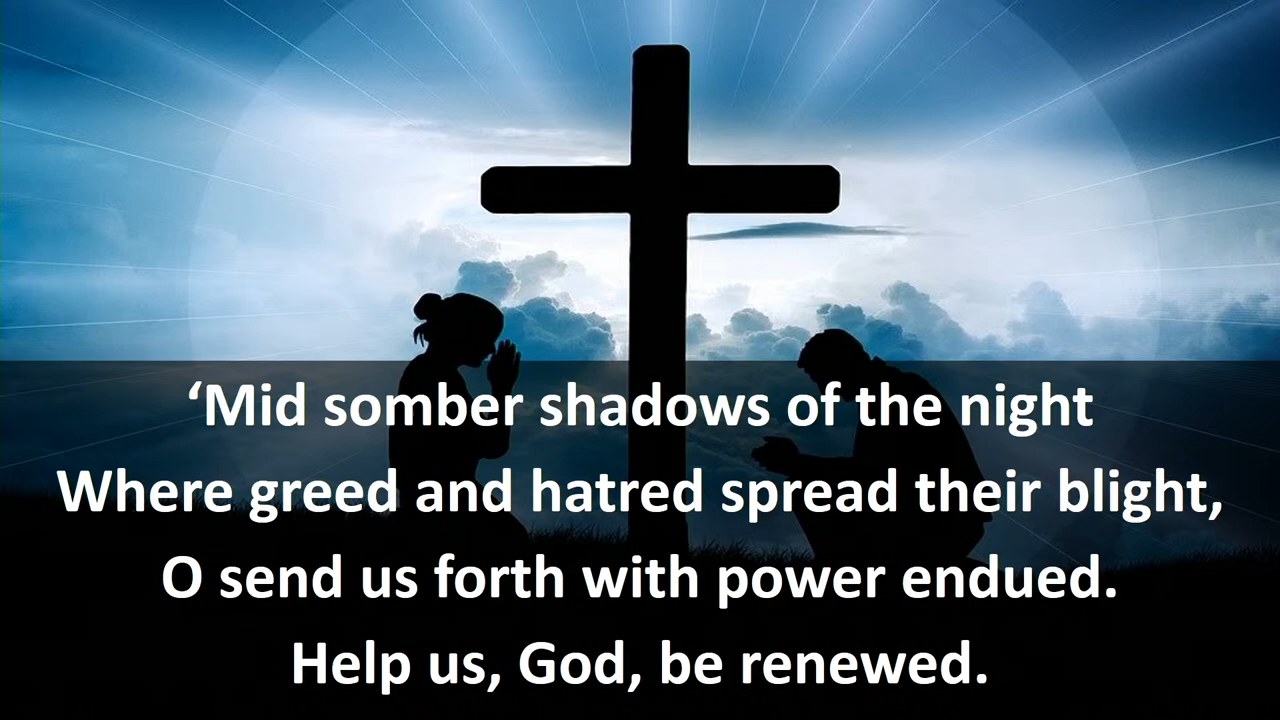 ‘Mid somber shadows of the night
Where greed and hatred spread their blight,
O send us forth with power endued.
Help us, God, be renewed.